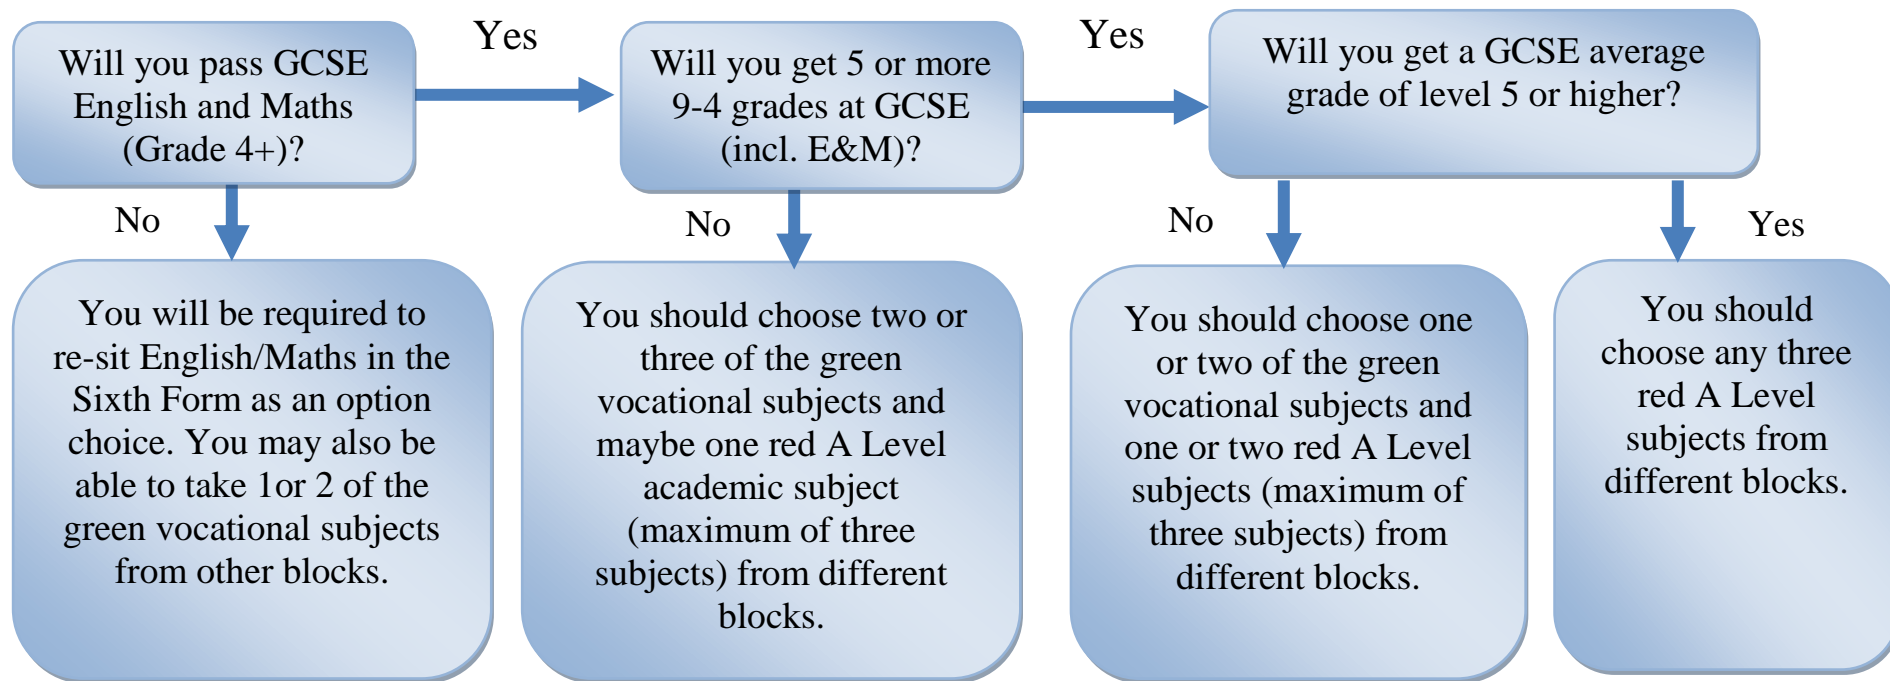 Will you pass GCSE
English and Maths
(Grade 4+)?
Yes
Will you get 5 or more
9-4 grades at GCSE
(incl. E&M)?
Yes
Will you get a GCSE average
grade of level 5 or higher?
No
No
No
Yes
You will be required to
re-sit English/Maths in the
Sixth Form as an option
choice. You may also be
able to take 1or 2 of the
green vocational subjects
from other blocks.
You should choose two or
three of the green
vocational subjects and
maybe one red A Level
academic subject
(maximum of three
subjects) from different
blocks.
You should choose one
or two of the green
vocational subjects and
one or two red A Level
subjects (maximum of
three subjects) from
different blocks.
You should
choose any three
red A Level
subjects from
different blocks.